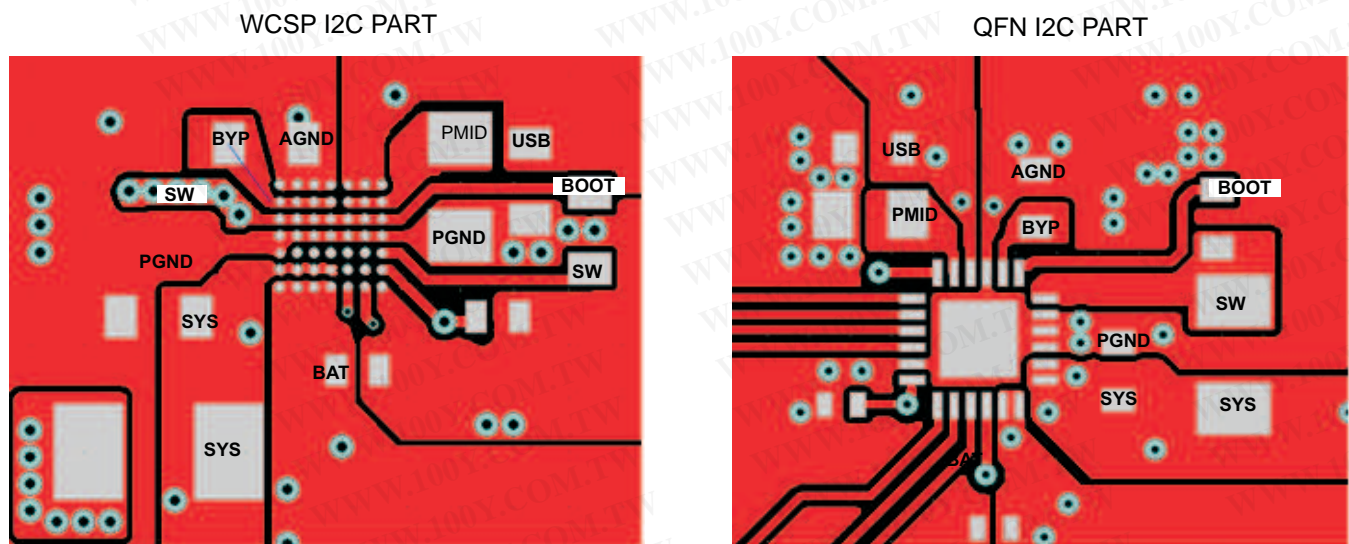 WCSP I2C PART
BYP
AGND
PMID
USB
SW
BOOT
PGND
PGND
SW
SYS
BAT
SYS
QFN I2C PART
USB
AGND
BOOT
PMID
BYP
SW
PGND
SYS
SYS
BAT
WWW.100Y.COM.TW